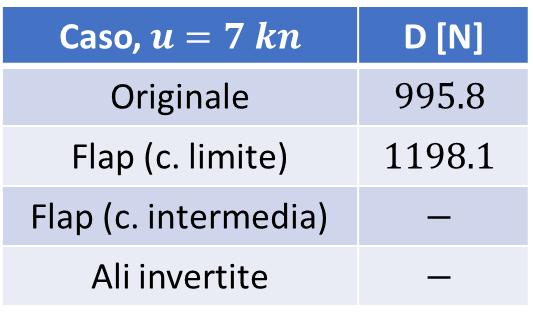 Caso, u = 7 kn D [N]
Originale 995.8
Flap (c. limite) 1198.1
Flap (c. intermedia) –
Ali invertite –